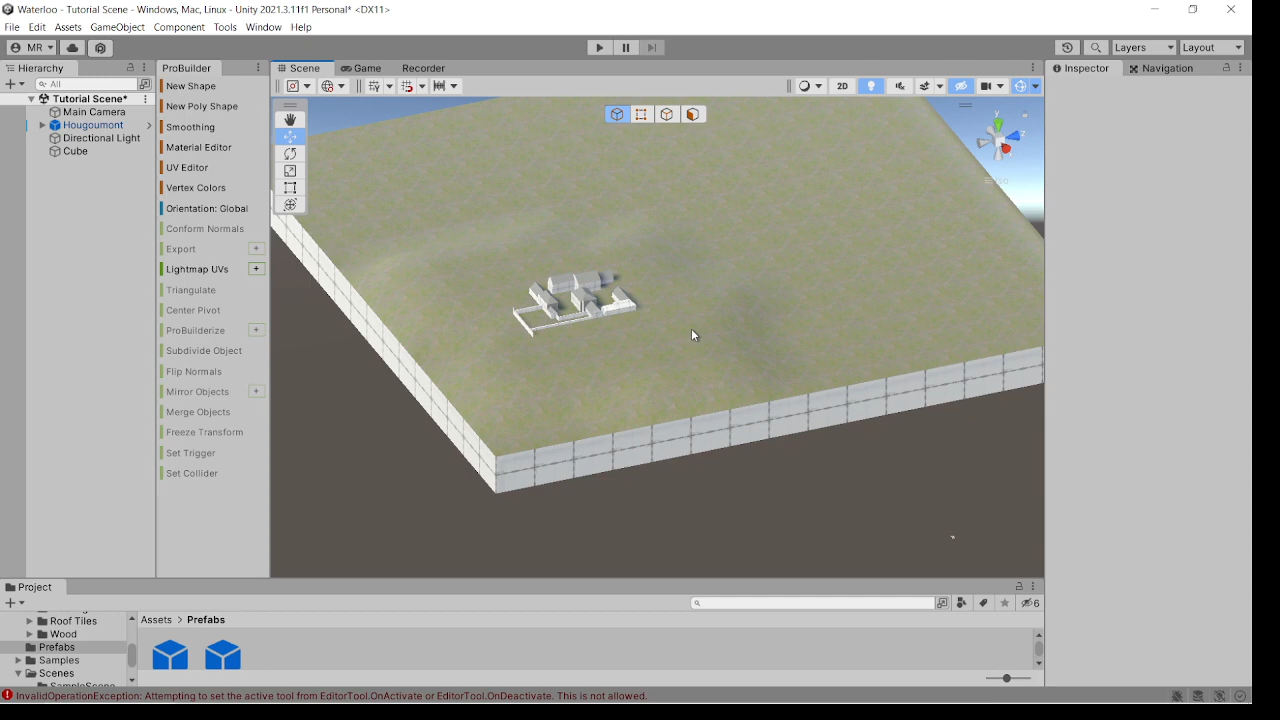 Waterloo - Tutorial Scene - Windows, Mac, Linux - Unity 2021.3.11f1 Personal* <DX11>
File Edit Assets GameObject Component Tools Window Help
MR Layers Layout
Hierarchy ProBuilder Scene Game Recorder Inspector Navigation
All
2D
Tutorial Scene*
Main Camera
Hougoumont
Directional Light
Cube
New Shape
New Poly Shape
Smoothing
Material Editor
UV Editor
Vertex Colors
Orientation: Global
Conform Normals
Export +
Lightmap UVs +
Triangulate
Center Pivot
ProBuilderize +
Subdivide Object
Flip Normals
Mirror Objects +
Merge Objects
Freeze Transform
Set Trigger
Set Collider
y
x
Project
6
Roof Tiles
Wood
Prefabs
Samples
Scenes
Assets > Prefabs
InvalidOperationException: Attempting to set the active tool from EditorTool.OnActivate or EditorTool.OnDeactivate. This is not allowed.